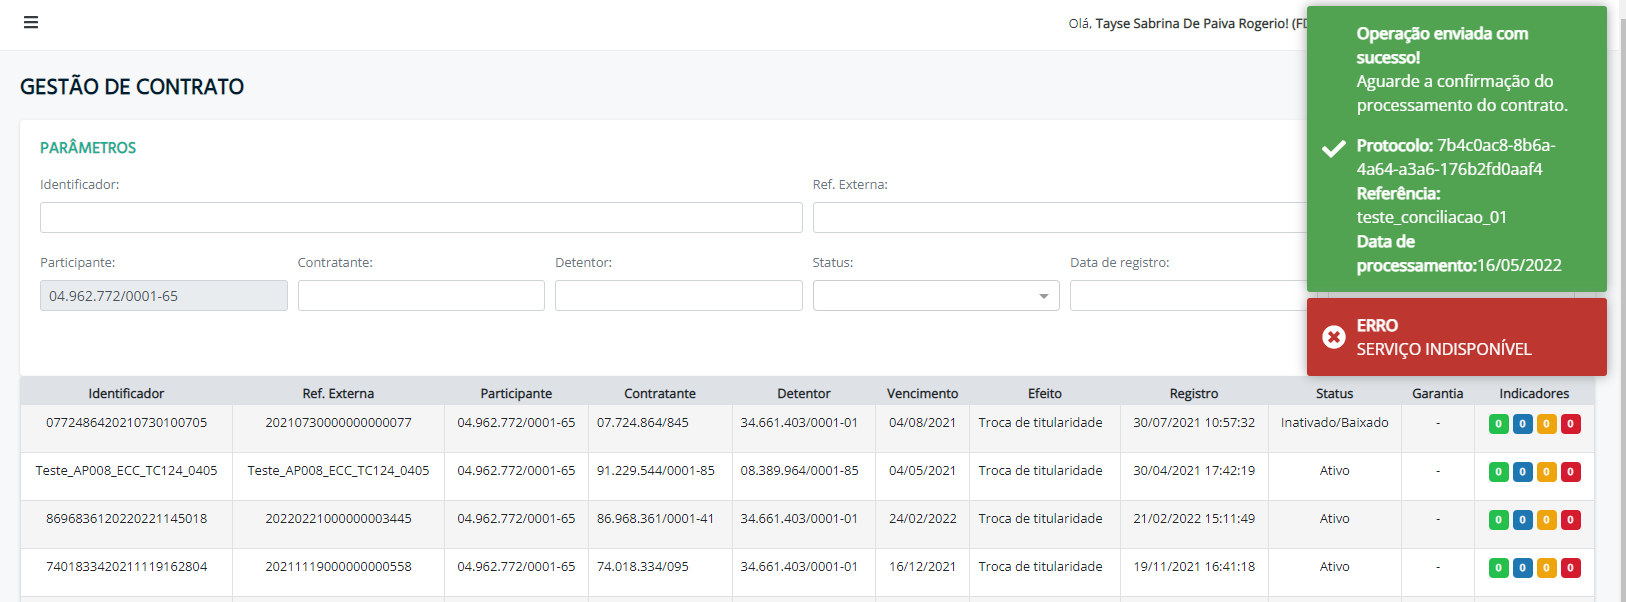 Olá, Tayse Sabrina De Paiva Rogerio! (FD
Operação enviada com
sucesso!
Aguarde a confirmação do
processamento do contrato.
Protocolo: 7b4c0ac8-8b6a-
4a64-a3a6-176b2fd0aaf4
Referência:
teste_conciliacao_01
Data de
processamento:16/05/2022
ERRO
SERVIÇO INDISPONÍVEL
GESTÃO DE CONTRATO
PARÂMETROS
Identificador: Ref. Externa:
Participante: Contratante: Detentor: Status: Data de registro:
04.962.772/0001-65
Identificador Ref. Externa Participante Contratante Detentor Vencimento Efeito Registro Status Garantia Indicadores
0772486420210730100705 20210730000000000077 04.962.772/0001-65 07.724.864/845 34.661.403/0001-01 04/08/2021 Troca de titularidade 30/07/2021 10:57:32 Inativado/Baixado - 0 0 0 0
Teste_AP008_ECC_TC124_0405 Teste_AP008_ECC_TC124_0405 04.962.772/0001-65 91.229.544/0001-85 08.389.964/0001-85 04/05/2021 Troca de titularidade 30/04/2021 17:42:19 Ativo - 0 0 0 0
8696836120220221145018 20220221000000003445 04.962.772/0001-65 86.968.361/0001-41 34.661.403/0001-01 24/02/2022 Troca de titularidade 21/02/2022 15:11:49 Ativo - 0 0 0 0
7401833420211119162804 20211119000000000558 04.962.772/0001-65 74.018.334/095 34.661.403/0001-01 16/12/2021 Troca de titularidade 19/11/2021 16:41:18 Ativo - 0 0 0 0